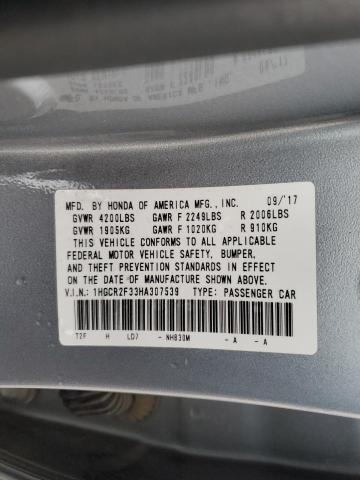 MFD. BY HONDA OF AMERICA MFG., INC. 09/'17
GVWR 4200LBS GAWR F 2249LBS R 2006LBS
GVWR 1905KG GAWR F 1020KG R 910KG
THIS VEHICLE CONFORMS TO ALL APPLICABLE
FEDERAL MOTOR VEHICLE SAFETY, BUMPER,
AND THEFT PREVENTION STANDARDS IN EFFECT
ON THE DATE OF MANUFACTURE SHOWN ABOVE.
V.I.N.: 1HGCR2F33HA307539 TYPE: PASSENGER CAR
T2F H LD7 - NH830M - A - A